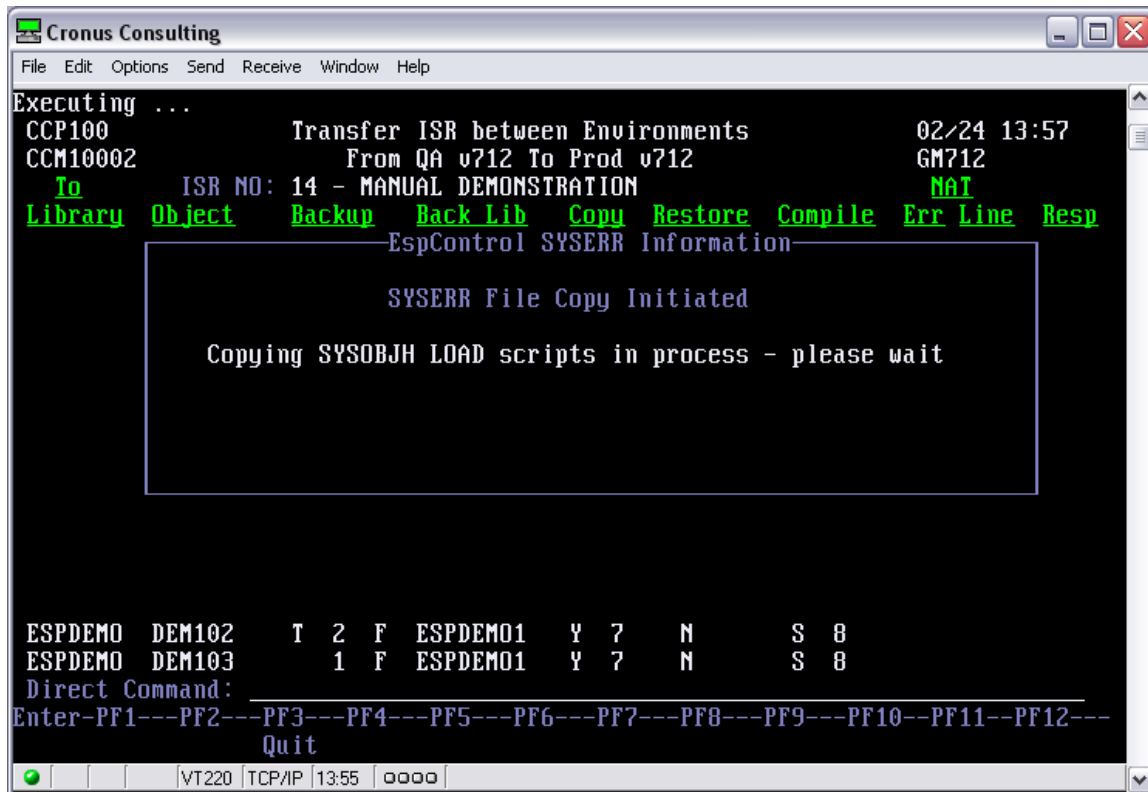 Cronus Consulting
File Edit Options Send Receive Window Help
Executing ...
CCP100 Transfer ISR between Environments 02/24 13:57
CCM10002 From QA v712 To Prod v712 GM712
To ISR NO: 14 - MANUAL DEMONSTRATION NAT
Library Object Backup Back Lib Copy Restore Compile Err Line Resp
EspControl SYSERR Information
SYSERR File Copy Initiated
Copying SYSOBJH LOAD scripts in process - please wait
ESPDEMO DEM102 T 2 F ESPDEMO1 Y 7 N S 8
ESPDEMO DEM103 1 F ESPDEMO1 Y 7 N S 8
Direct Command:
Enter-PF1---PF2---PF3---PF4---PF5---PF6---PF7---PF8---PF9---PF10--PF11--PF12---
Quit
VT220 TCP/IP 13:55